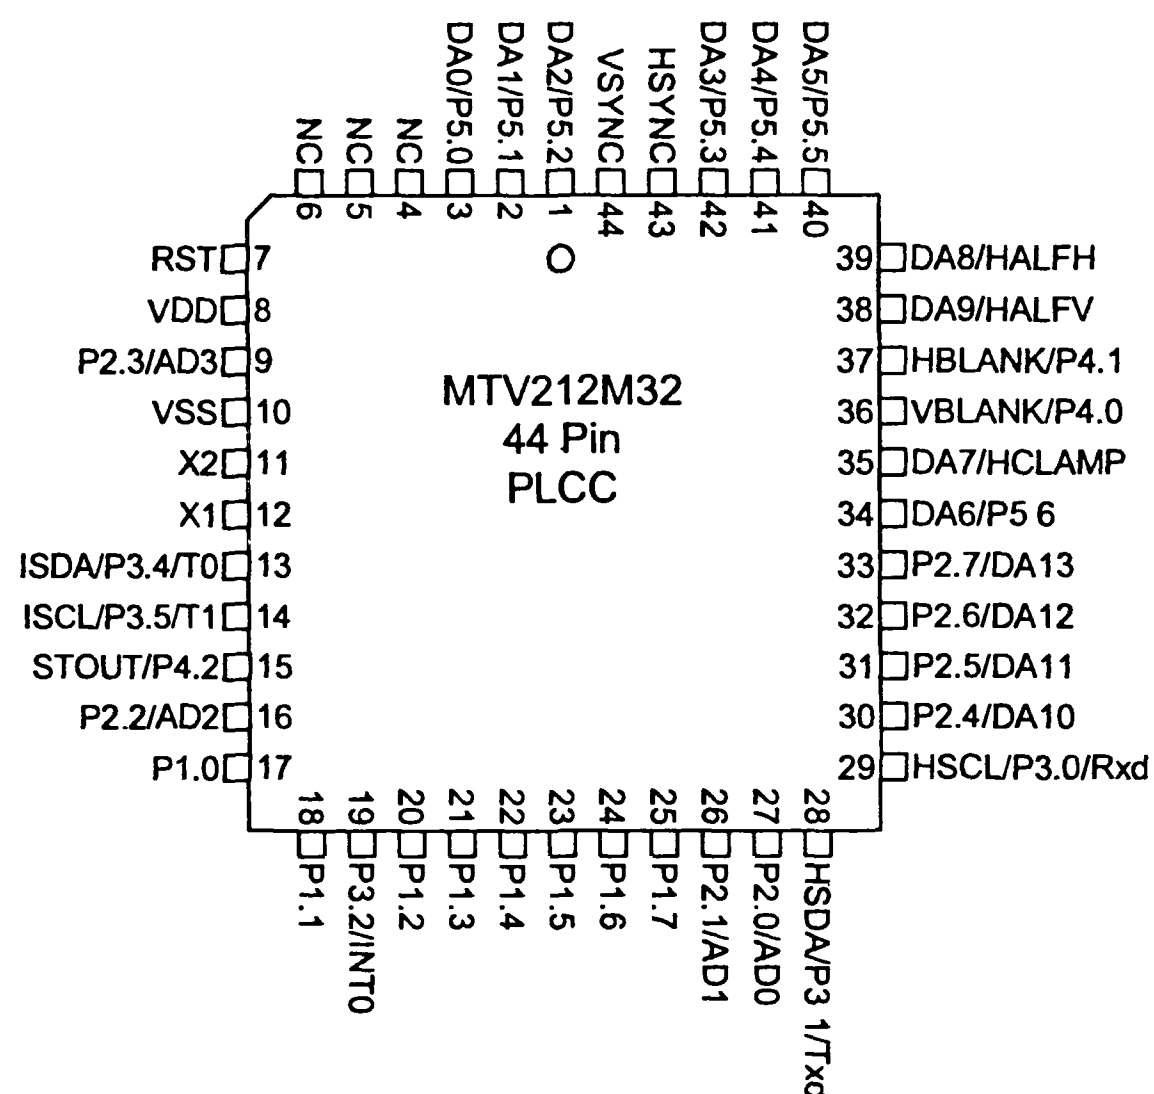 DA0/P5.0
DA1/P5.1
DA2/P5.2
VSYNC
HSYNC
DA3/P5.3
DA4/P5.4
DA5/P5.5
NC
NC
NC
6
5
4
3
2
1
44
43
42
41
40
RST 7
VDD 8
P2.3/AD3 9
VSS 10
X2 11
X1 12
ISDA/P3.4/T0 13
ISCL/P3.5/T1 14
STOUT/P4.2 15
P2.2/AD2 16
P1.0 17
MTV212M32
44 Pin
PLCC
39 DA8/HALFH
38 DA9/HALFV
37 HBLANK/P4.1
36 VBLANK/P4.0
35 DA7/HCLAMP
34 DA6/P5 6
33 P2.7/DA13
32 P2.6/DA12
31 P2.5/DA11
30 P2.4/DA10
29 HSCL/P3.0/Rxd
18 P1.1
19 P3.2/INT0
20 P1.2
21 P1.3
22 P1.4
23 P1.5
24 P1.6
25 P1.7
26 P2.1/AD1
27 P2.0/AD0
28 HSDA/P3 1/Txd